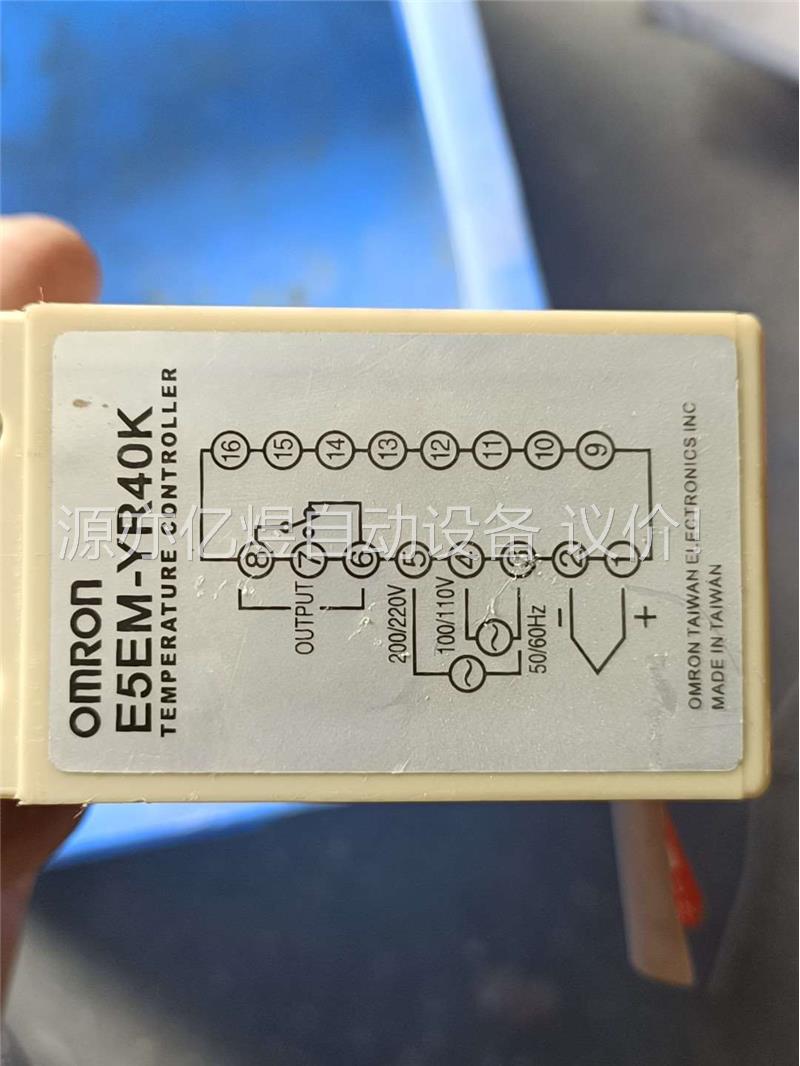 OMRON
E5EM-YR40K
TEMPERATURE CONTROLLER
16 15 14 13 12 11 10 9
8 7 6 5 4 3 2 1
OUTPUT
200/220V
100/110V
50/60Hz
- +
OMRON TAIWAN ELECTRONICS INC
MADE IN TAIWAN
源亦亿煜自动设备 议价!